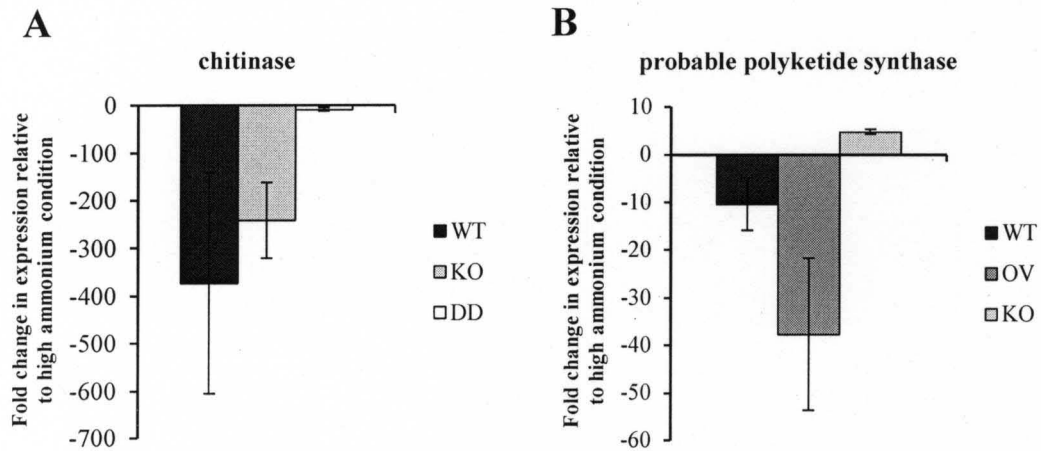 A
chitinase
Fold change in expression relative
to high ammonium condition
0
-100
-200
-300
-400
-500
-600
-700
WT
KO
DD
B
probable polyketide synthase
Fold change in expression relative
to high ammonium condition
10
0
-10
-20
-30
-40
-50
-60
WT
OV
KO